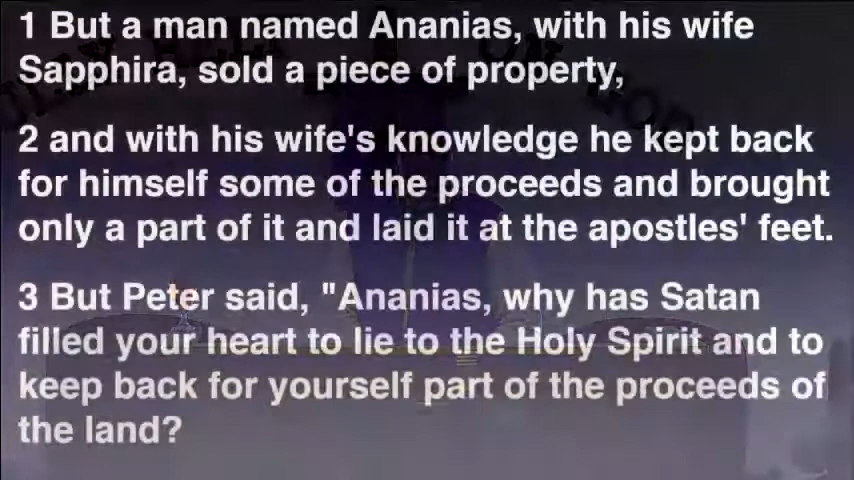 1 But a man named Ananias, with his wife
Sapphira, sold a piece of property,
2 and with his wife's knowledge he kept back
for himself some of the proceeds and brought
only a part of it and laid it at the apostles' feet.
3 But Peter said, "Ananias, why has Satan
filled your heart to lie to the Holy Spirit and to
keep back for yourself part of the proceeds of
the land?